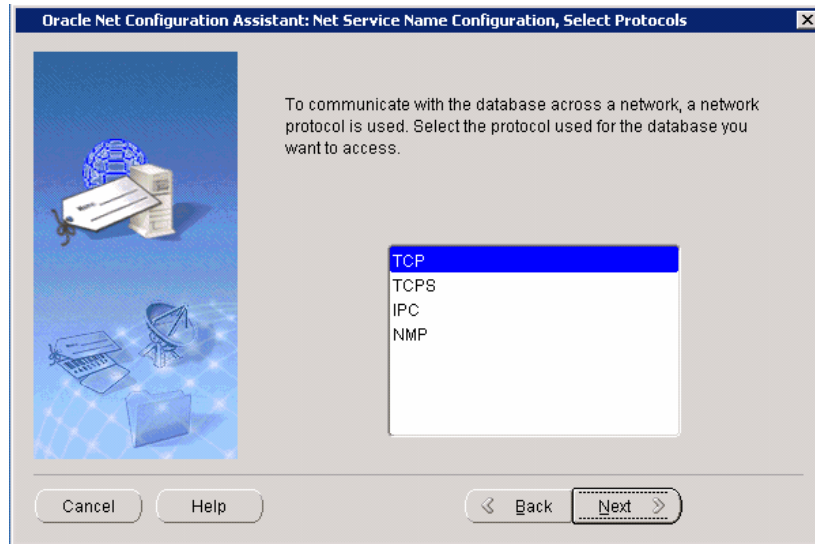 Oracle Net Configuration Assistant: Net Service Name Configuration, Select Protocols
To communicate with the database across a network, a network
protocol is used. Select the protocol used for the database you
want to access.
TCP
TCPS
IPC
NMP
Cancel
Help
Back
Next